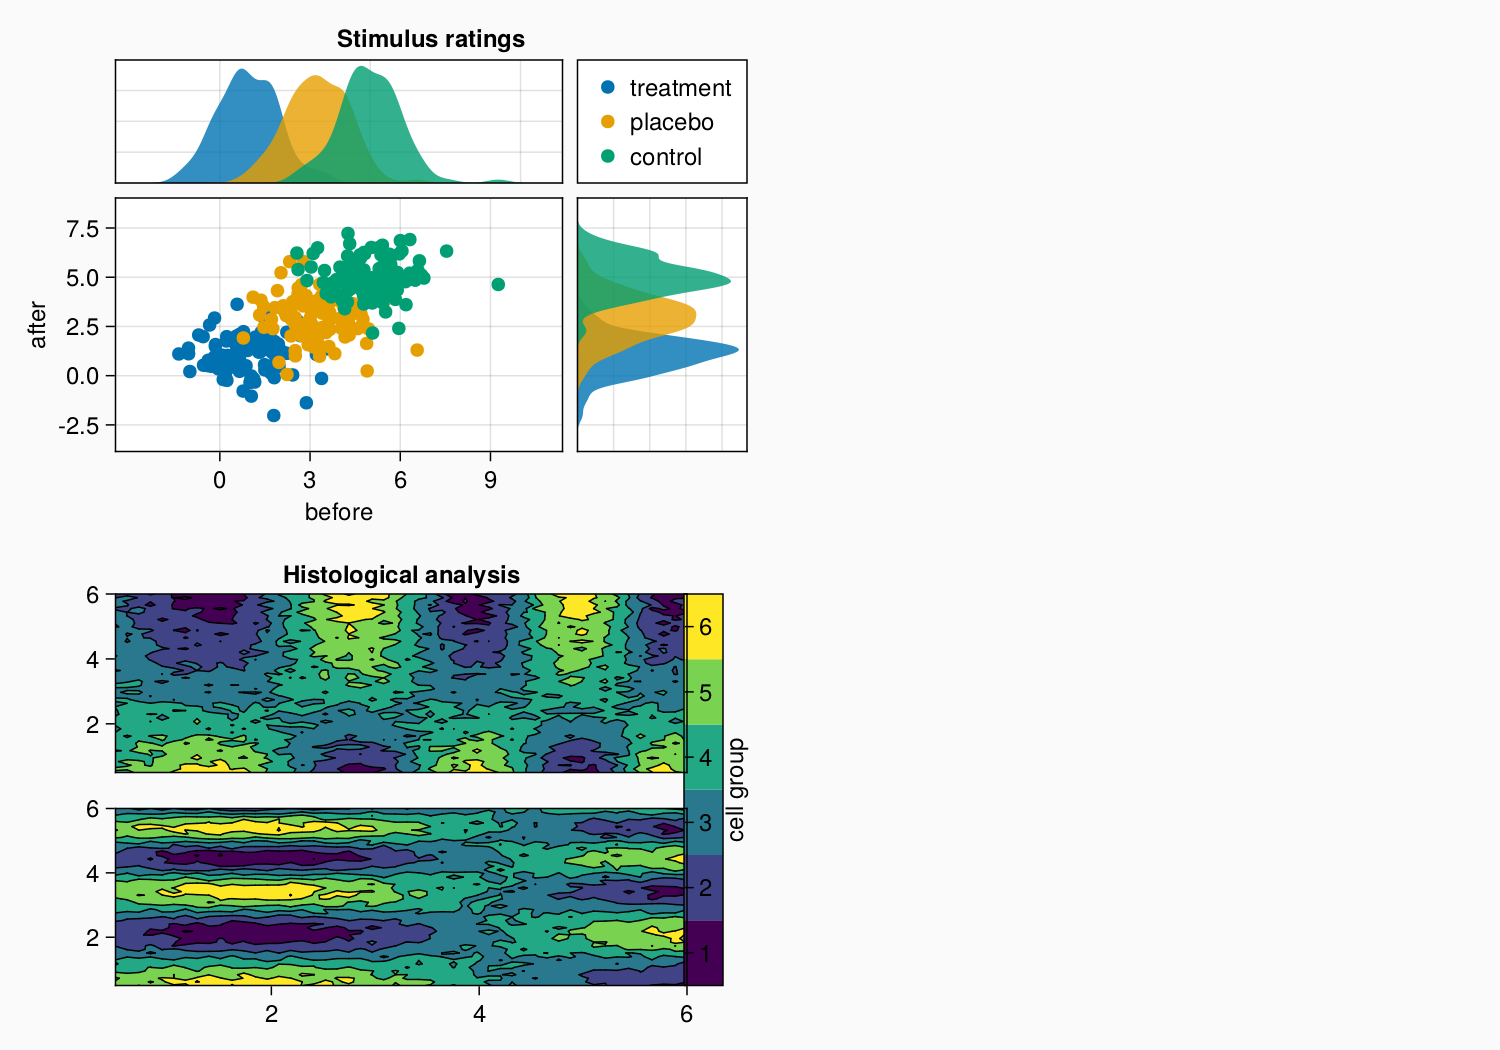 Stimulus ratings
treatment
placebo
control
7.5
5.0
2.5
0.0
-2.5
after
0 3 6 9
before
Histological analysis
6
4
2
6
4
2
2 4 6
6
5
4
3
2
1
cell group